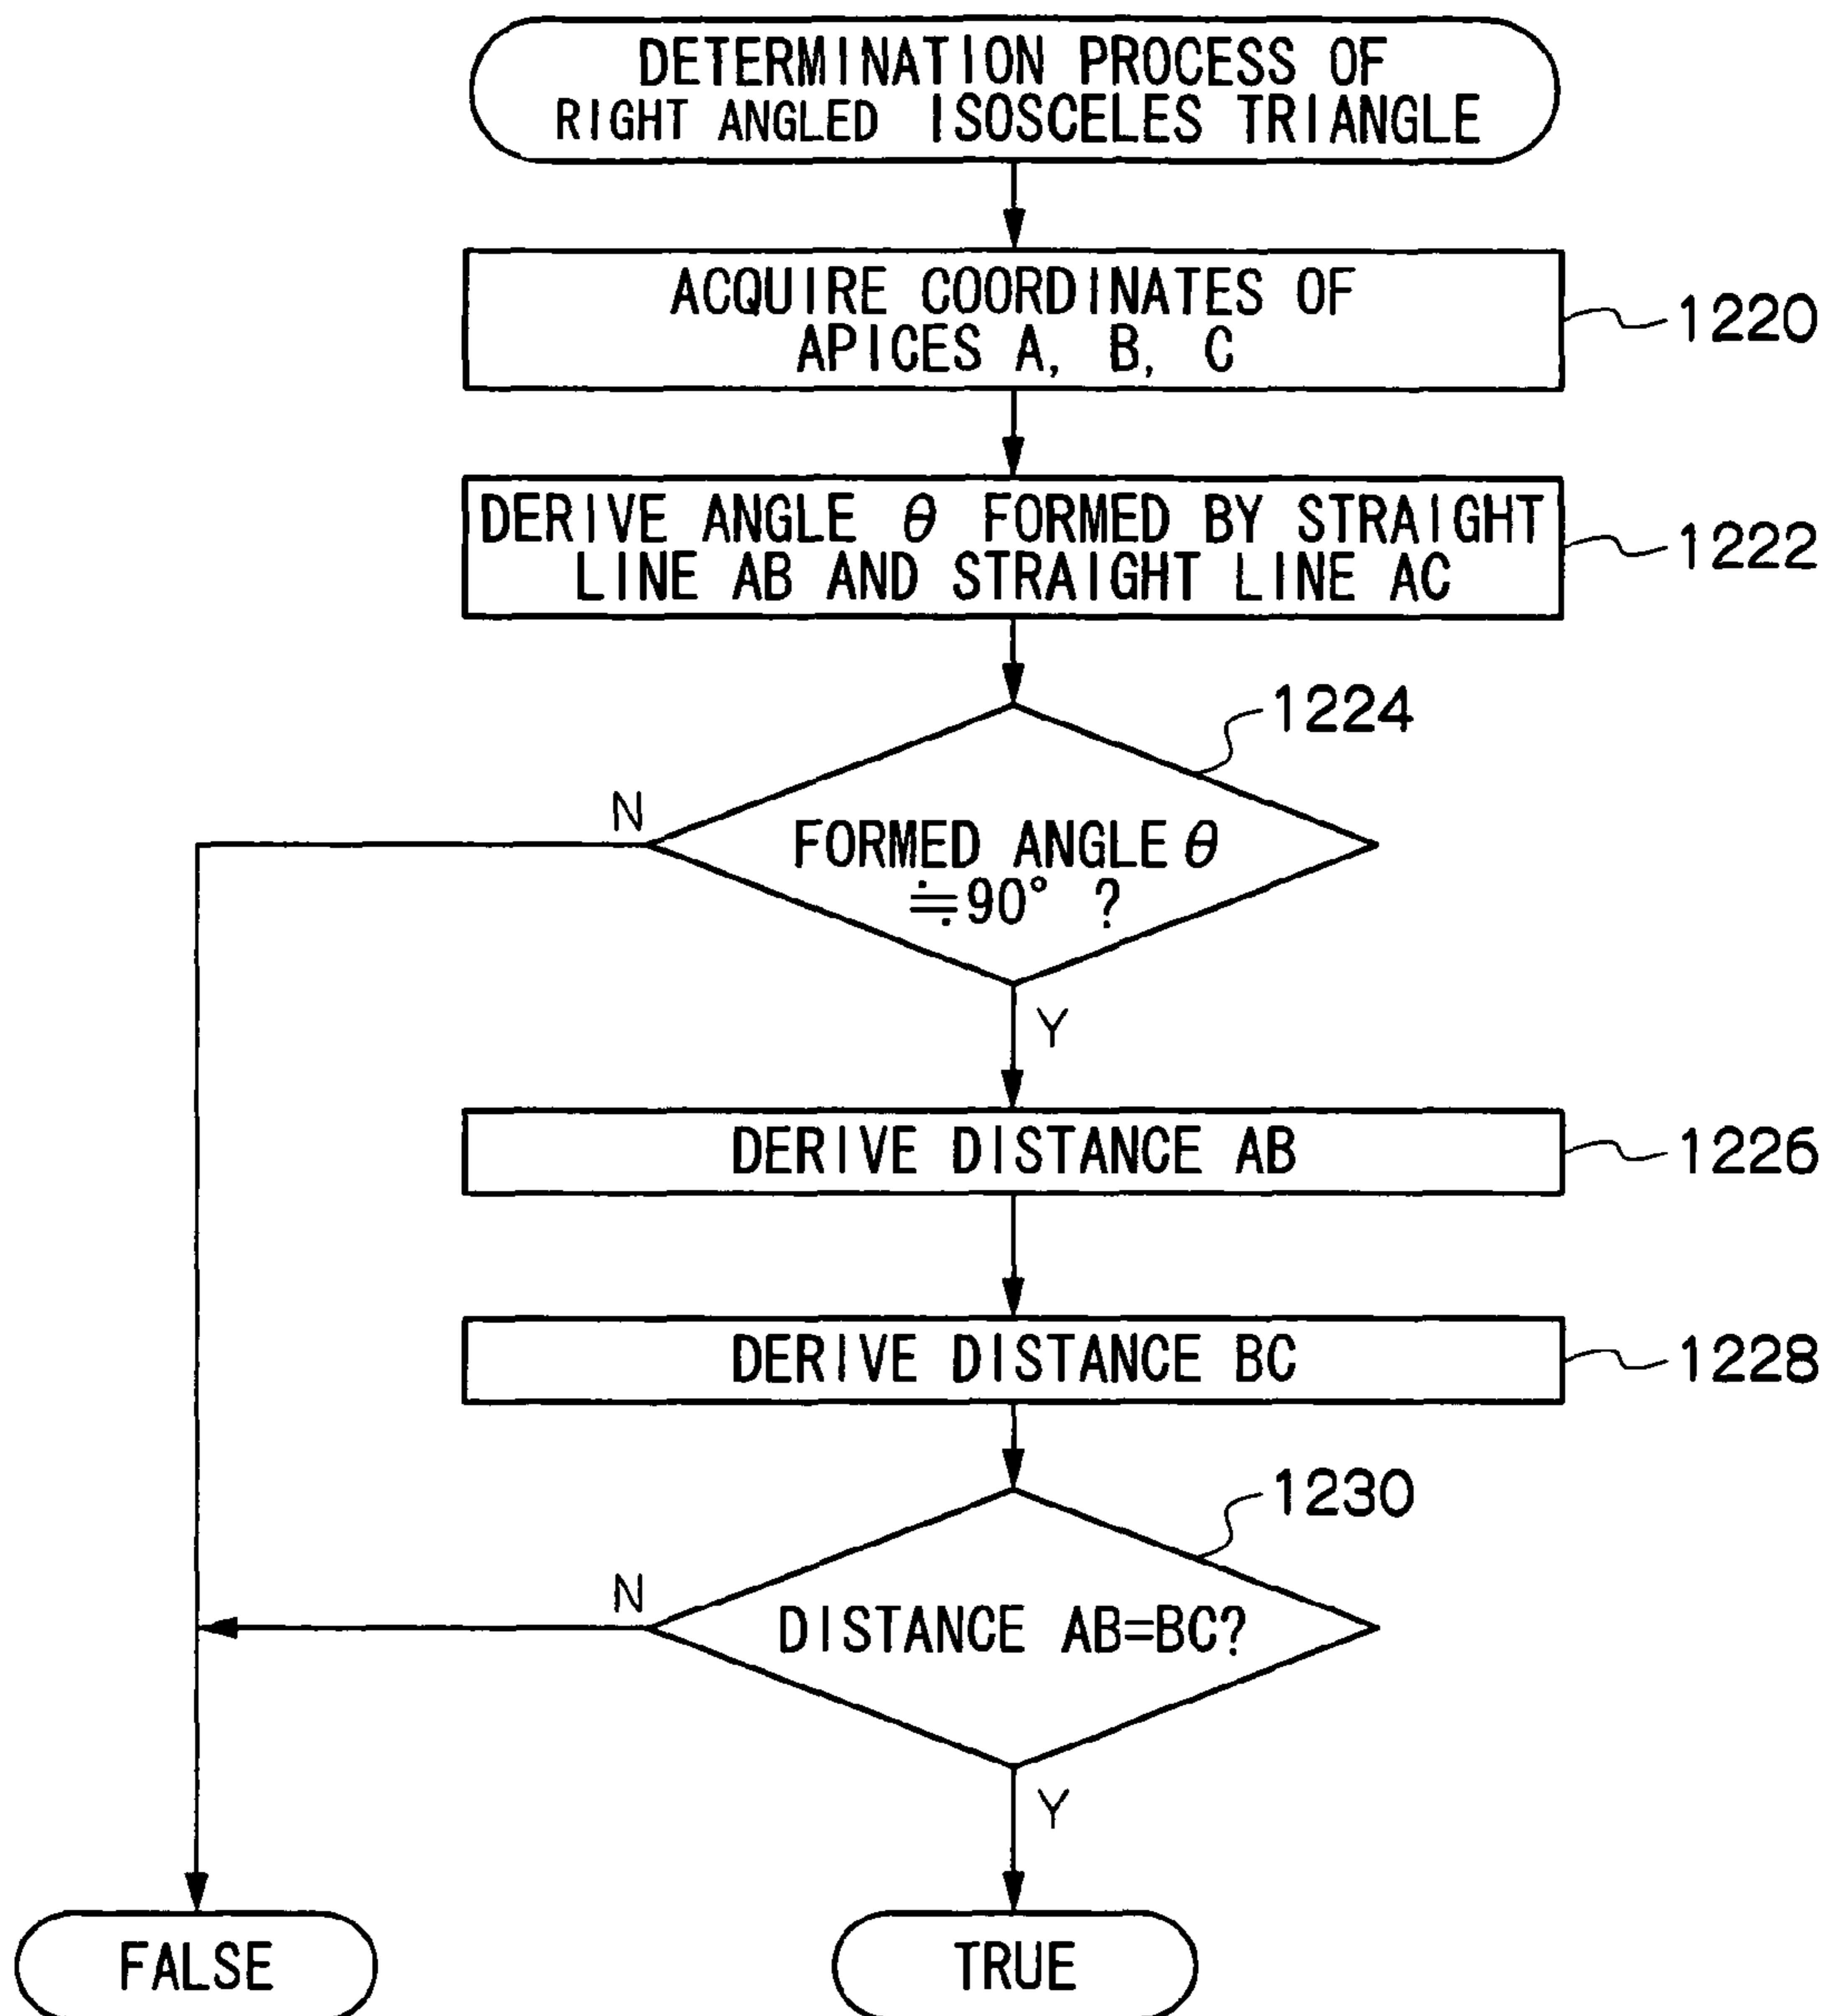 DETERMINATION PROCESS OF
RIGHT ANGLED ISOSCELES TRIANGLE
ACQUIRE COORDINATES OF
APICES A, B, C
1220
DERIVE ANGLE θ FORMED BY STRAIGHT
LINE AB AND STRAIGHT LINE AC
1222
1224
N
FORMED ANGLE θ
≒90° ?
Y
DERIVE DISTANCE AB
1226
DERIVE DISTANCE BC
1228
1230
N
DISTANCE AB=BC?
Y
FALSE
TRUE